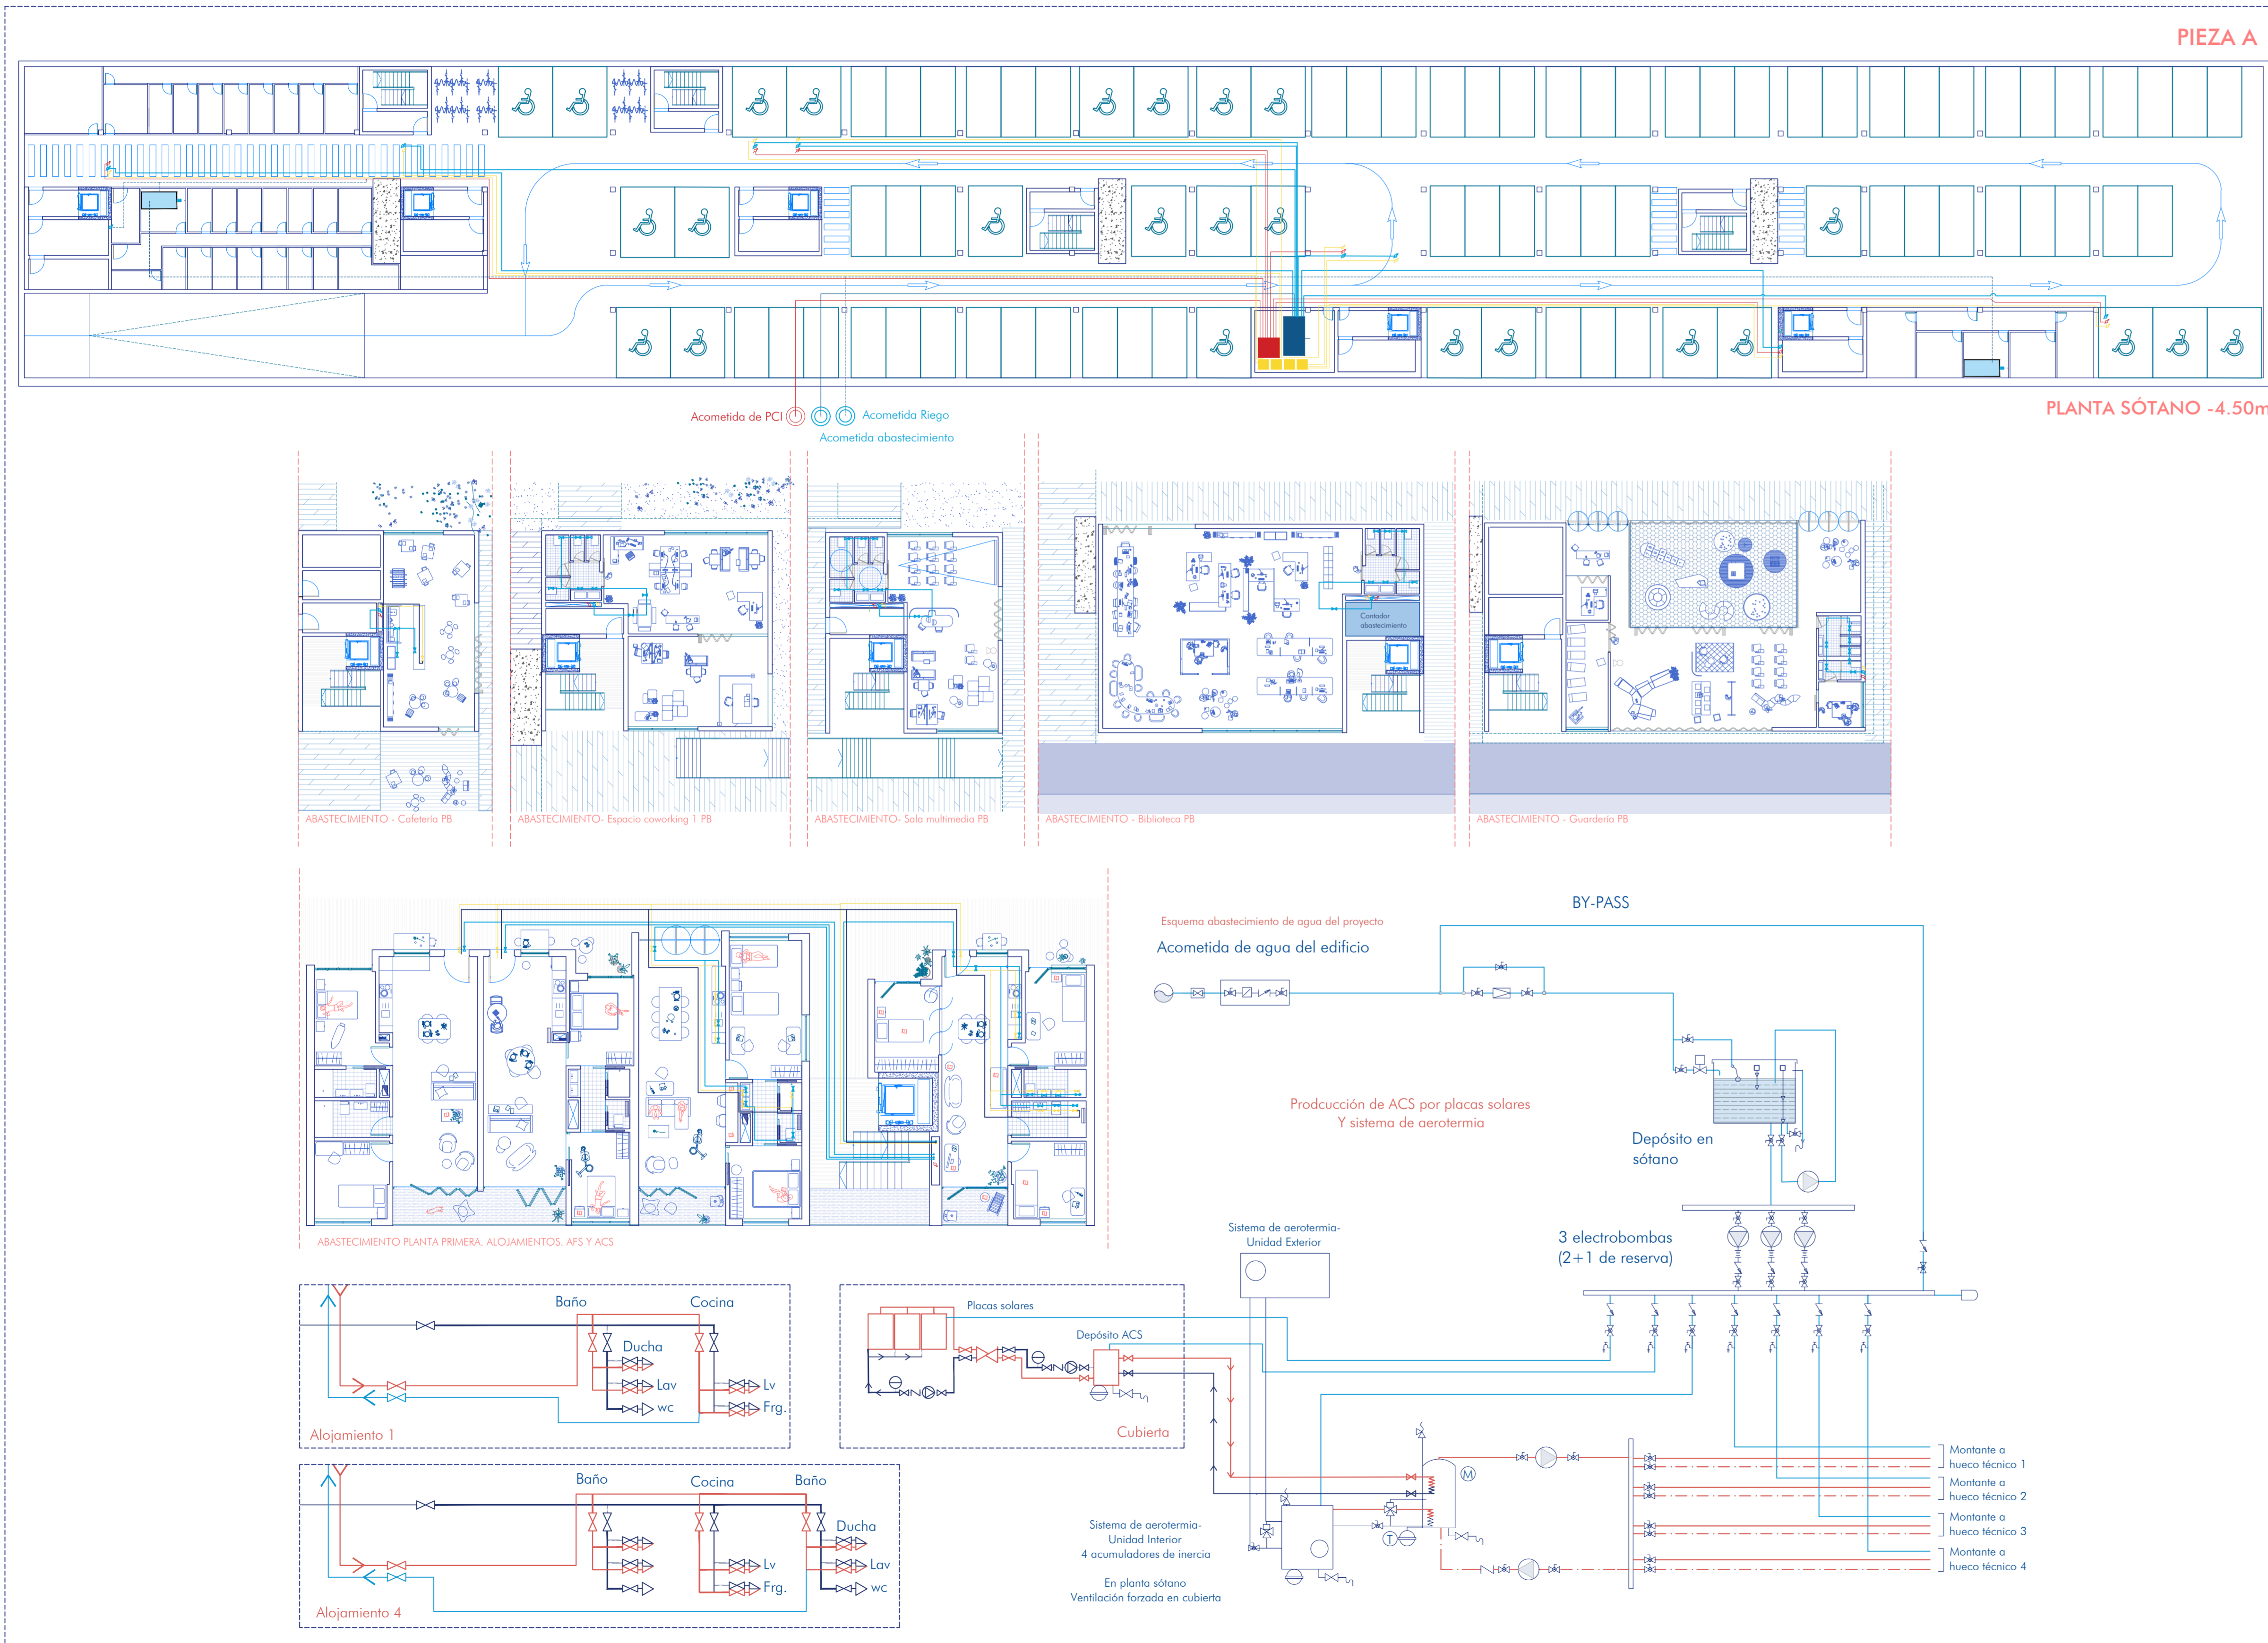 PIEZA A
PLANTA SÓTANO -4.50m
Acometida de PCI
Acometida Riego
Acometida abastecimiento
Contador
abastecimiento
ABASTECIMIENTO - Cafetería PB
ABASTECIMIENTO- Espacio coworking 1 PB
ABASTECIMIENTO- Sala multimedia PB
ABASTECIMIENTO - Biblioteca PB
ABASTECIMIENTO - Guardería PB
ABASTECIMIENTO PLANTA PRIMERA. ALOJAMIENTOS. AFS Y ACS
BY-PASS
Esquema abastecimiento de agua del proyecto
Acometida de agua del edificio
Prodcucción de ACS por placas solares
Y sistema de aerotermia
Depósito en
sótano
3 electrobombas
(2+1 de reserva)
Sistema de aerotermia-
Unidad Exterior
Baño
Cocina
Ducha
Lav
wc
Lv
Frg.
Alojamiento 1
Placas solares
Depósito ACS
Cubierta
Baño
Cocina
Baño
Ducha
Lv
Lav
Frg.
wc
Alojamiento 4
M
T
Sistema de aerotermia-
Unidad Interior
4 acumuladores de inercia
En planta sótano
Ventilación forzada en cubierta
Montante a
hueco técnico 1
Montante a
hueco técnico 2
Montante a
hueco técnico 3
Montante a
hueco técnico 4